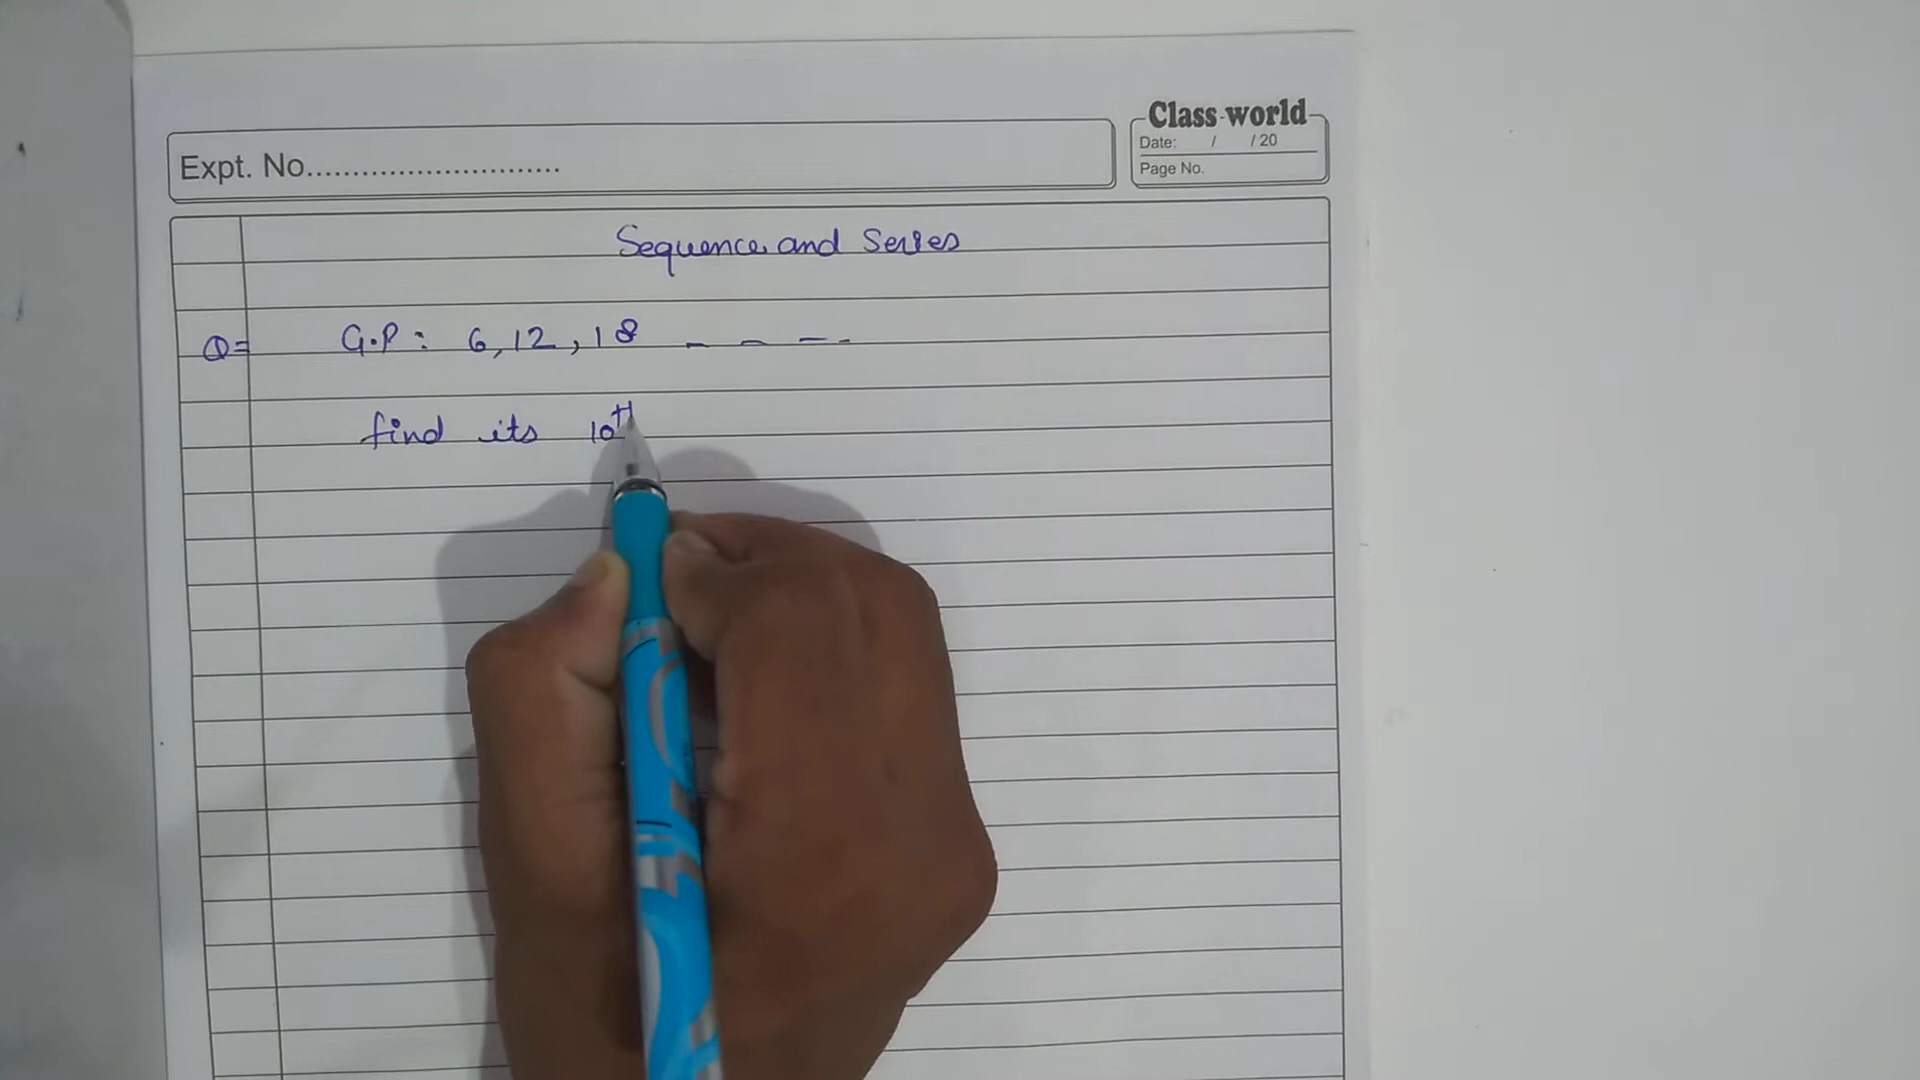 Class-world
Date: / / 20
Page No.
Expt. No............................
Sequence and Series
Q= G.P : 6, 12, 18 - - - -
find its 10th